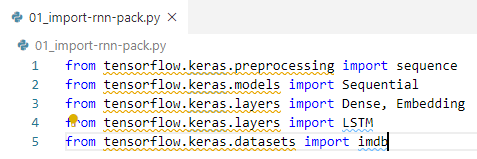 01_import-rnn-pack.py
01_import-rnn-pack.py
1 from tensorflow.keras.preprocessing import sequence
2 from tensorflow.keras.models import Sequential
3 from tensorflow.keras.layers import Dense, Embedding
4 from tensorflow.keras.layers import LSTM
5 from tensorflow.keras.datasets import imdb